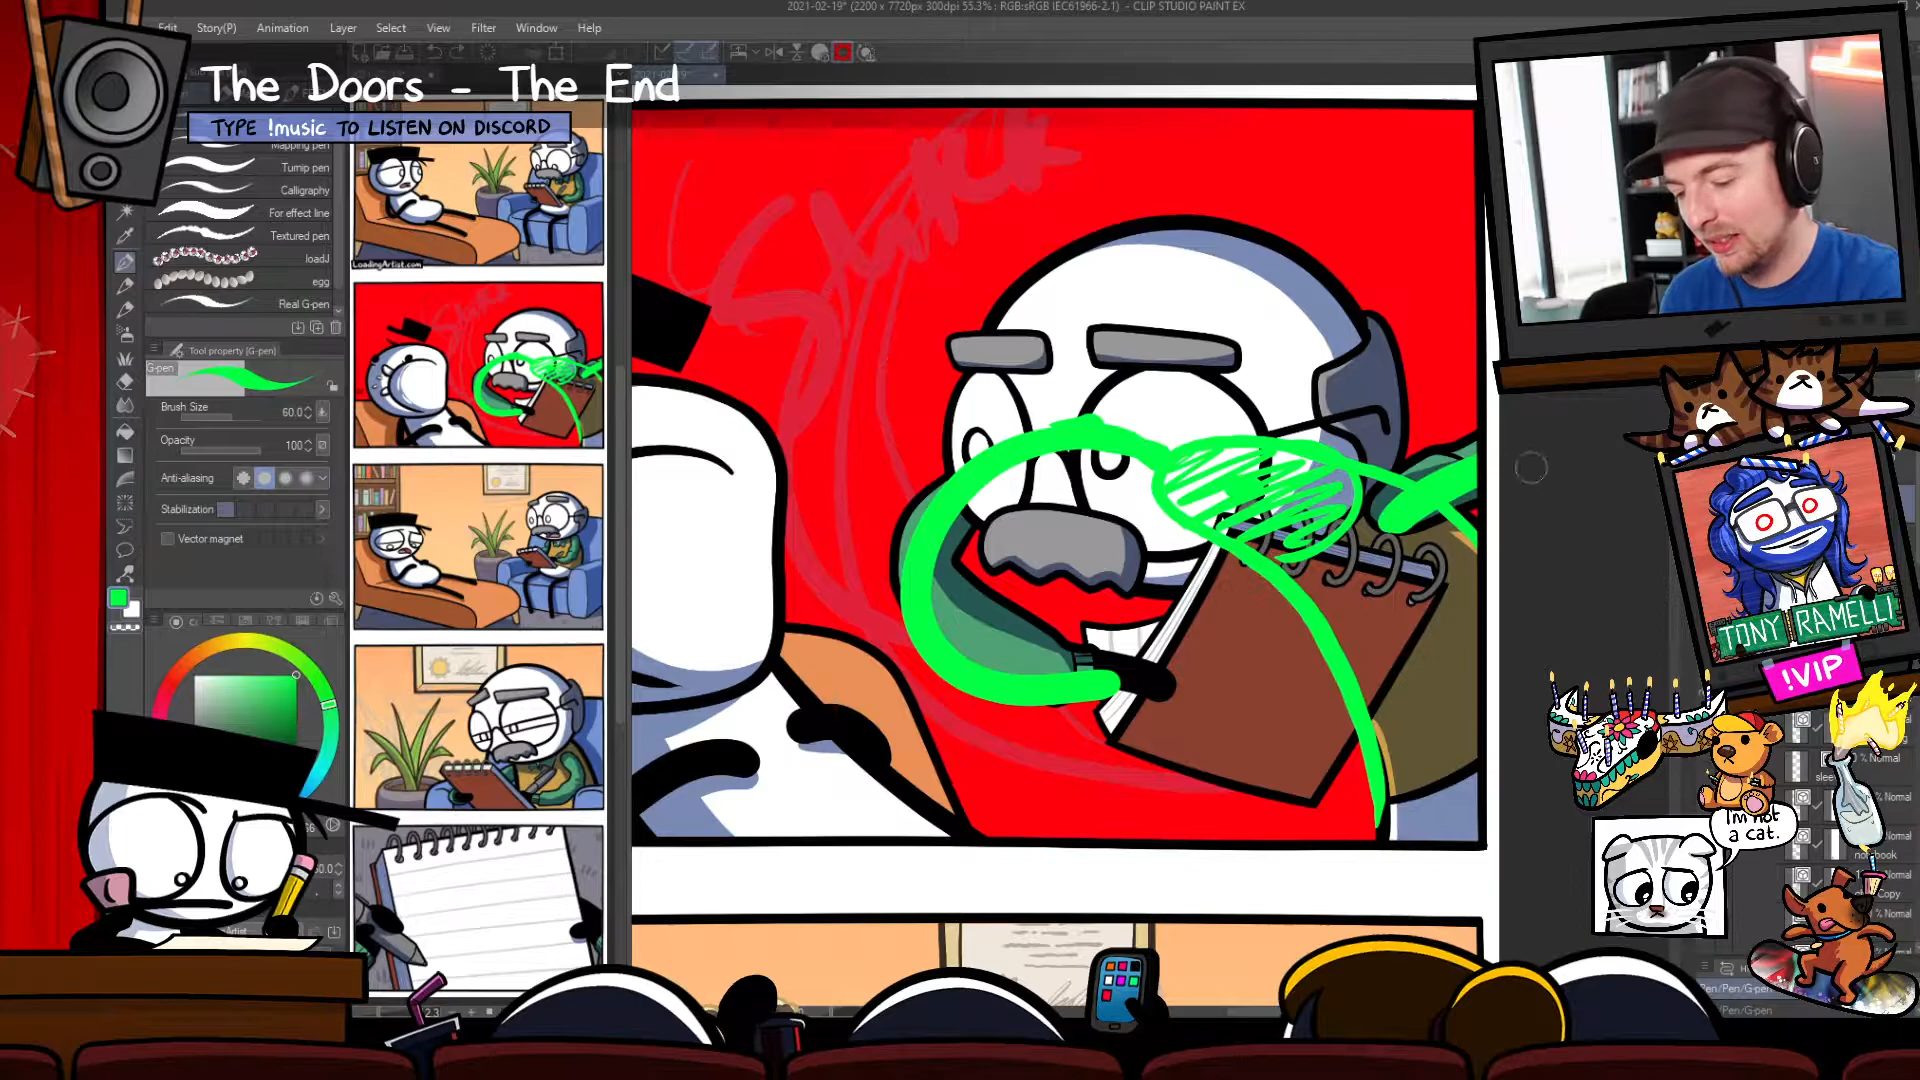 2021-02-19* (2200 x 7720px 300dpi 55.3% : RGB:sRGB IEC61966-2.1) - CLIP STUDIO PAINT EX
Edit Story(P) Animation Layer Select View Filter Window Help
The Doors - The End
TYPE !music TO LISTEN ON DISCORD
Mapping pen
Turnip pen
Calligraphy
For effect line
Textured pen
loadJ
egg
Real G-pen
Tool property [G-pen]
G-pen
Brush Size 60.0
Opacity 100
Anti-aliasing
Stabilization
Vector magnet
LoadingArtist.com
TONY RAMELLI
!VIP
I'm not
a cat.
% Normal
slee
% Normal
Normal
notebook
Normal
Copy
% Normal
Pen/Pen/G-pen
/Pen/G-pen